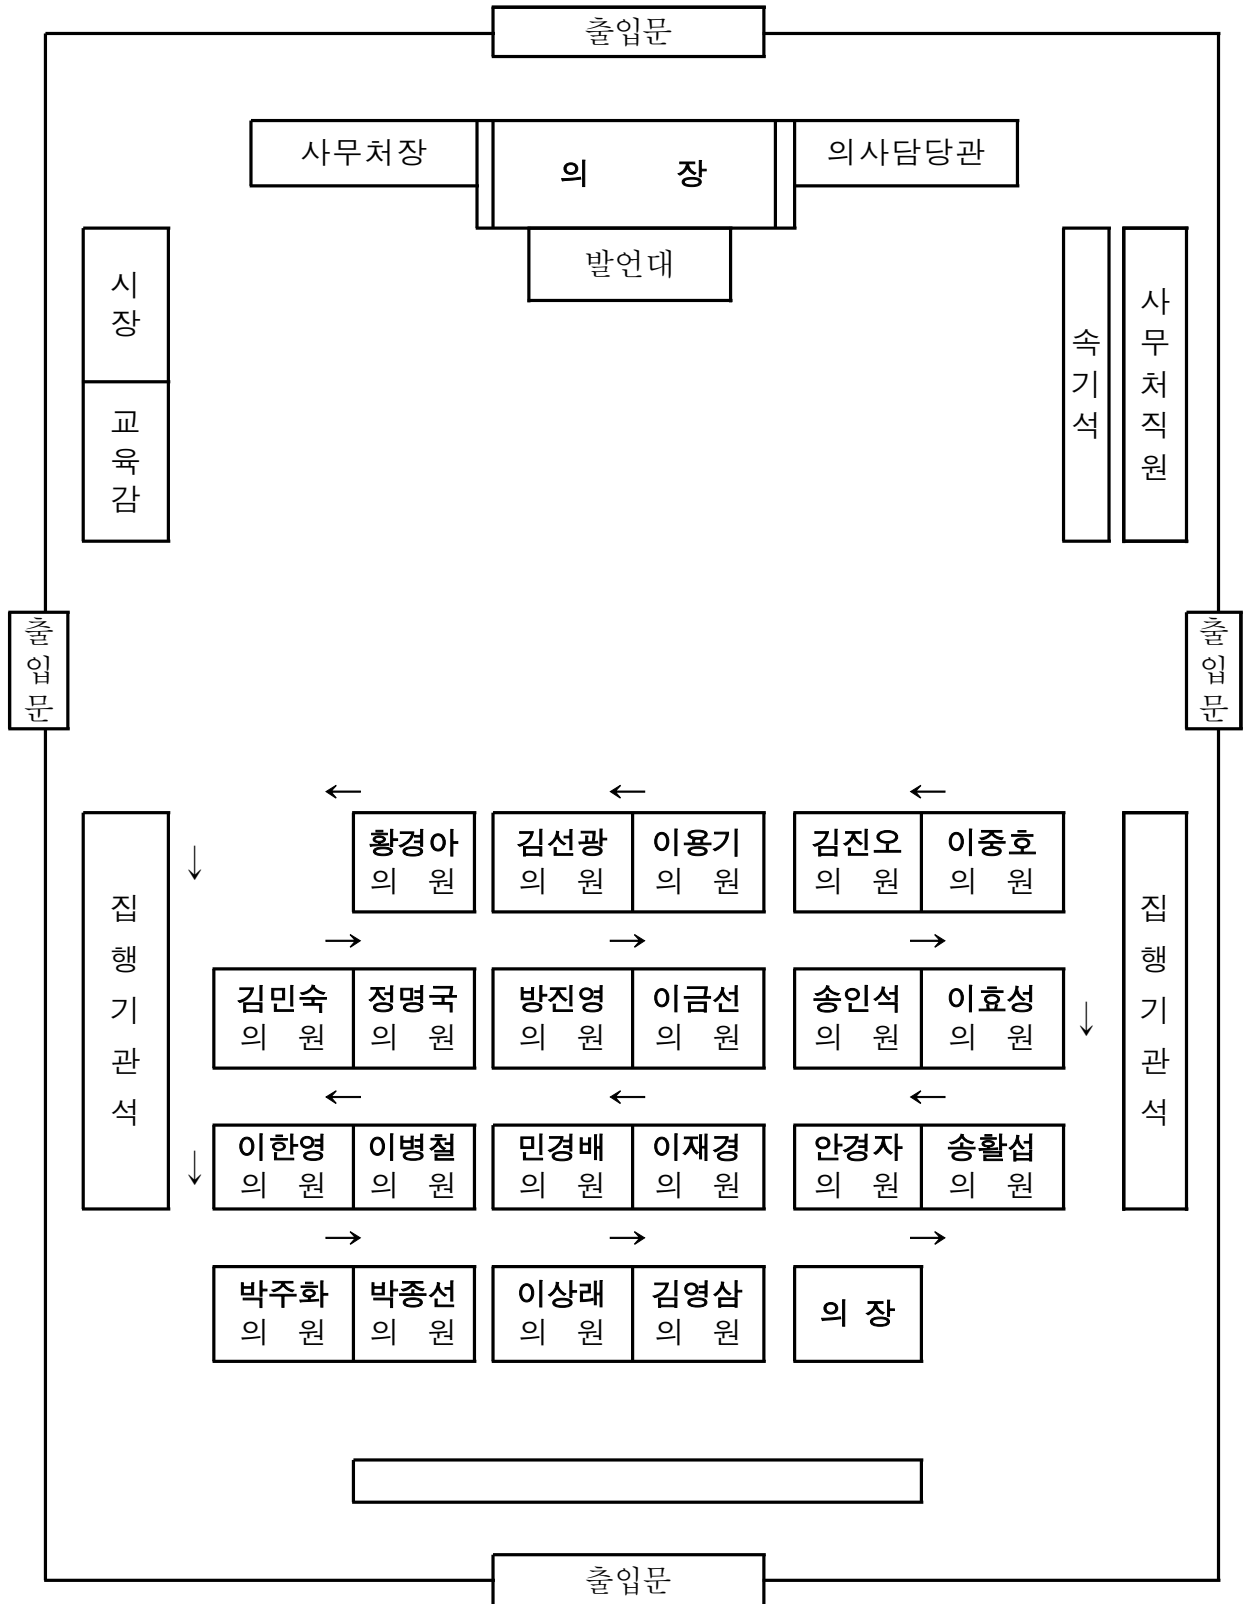 출입문
사무처장
의 장
의사담당관
발언대
시장
교육감
속기석
사무처직원
출입문
출입문
← ← ←
황경아 김선광 이용기 김진오 이중호
의 원 의 원 의 원 의 원 의 원
↓
→ → →
김민숙 정명국 방진영 이금선 송인석 이효성
의 원 의 원 의 원 의 원 의 원 의 원
↓
← ← ←
이한영 이병철 민경배 이재경 안경자 송활섭
의 원 의 원 의 원 의 원 의 원 의 원
↓
→ → →
박주화 박종선 이상래 김영삼 의 장
의 원 의 원 의 원 의 원
집행기관석
집행기관석
출입문